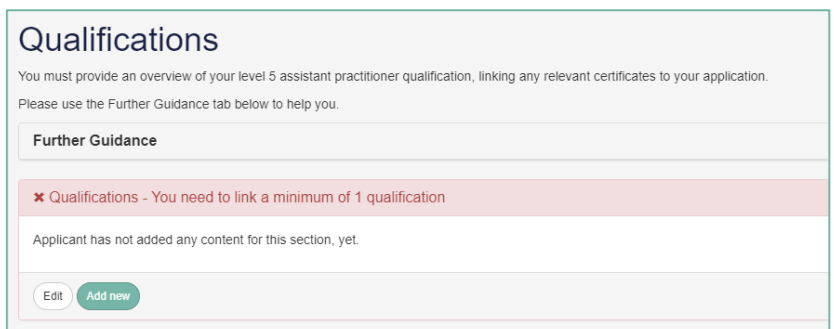 Qualifications
You must provide an overview of your level 5 assistant practitioner qualification, linking any relevant certificates to your application.
Please use the Further Guidance tab below to help you.
Further Guidance
✖ Qualifications - You need to link a minimum of 1 qualification
Applicant has not added any content for this section, yet.
Edit Add new